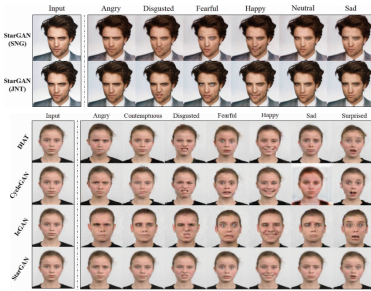 Input Angry Disgusted Fearful Happy Neutral Sad
StarGAN
(SNG)
StarGAN
(JNT)
Input Angry Contemptuous Disgusted Fearful Happy Sad Surprised
DIAT
CycleGAN
IcGAN
StarGAN